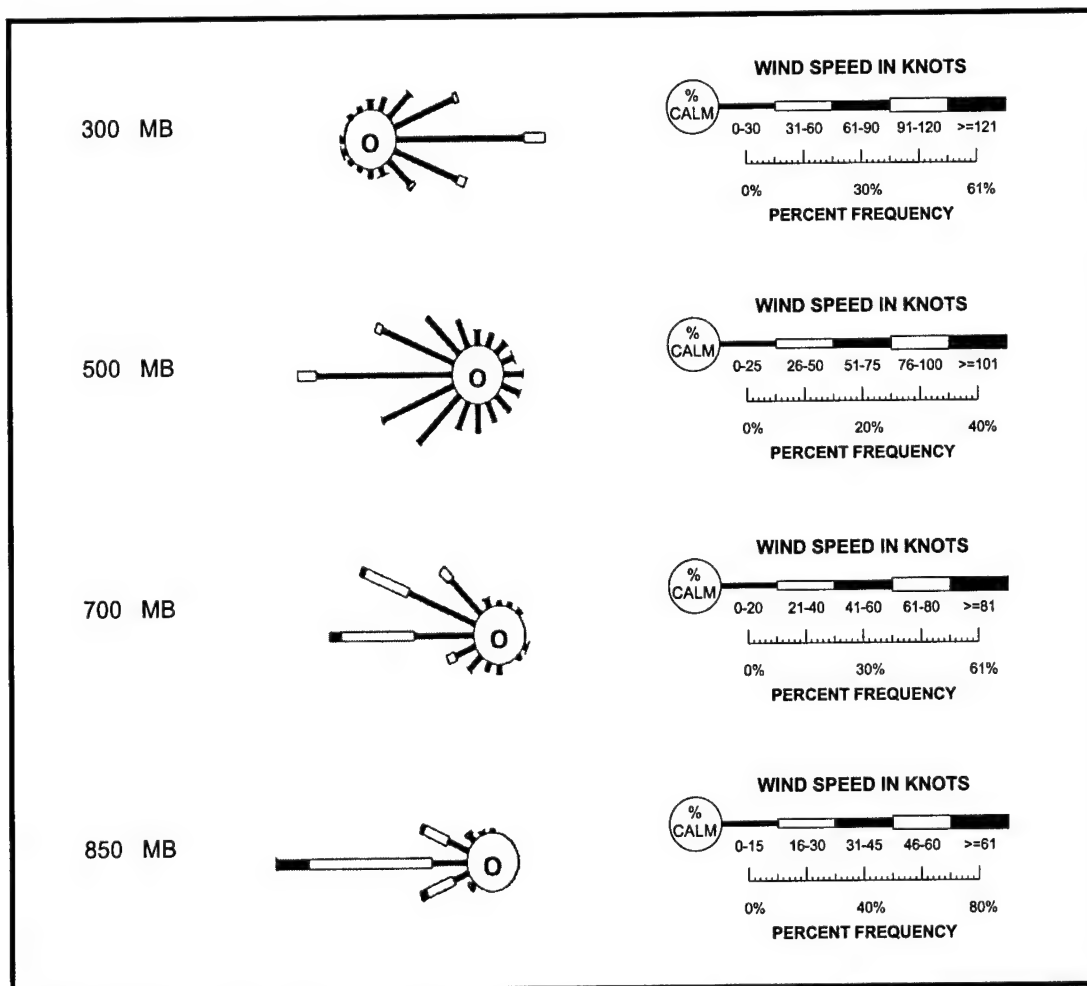 WIND SPEED IN KNOTS
300 MB
O
%
CALM
0-30 31-60 61-90 91-120 >=121
0% 30% 61%
PERCENT FREQUENCY
WIND SPEED IN KNOTS
500 MB
O
%
CALM
0-25 26-50 51-75 76-100 >=101
0% 20% 40%
PERCENT FREQUENCY
WIND SPEED IN KNOTS
700 MB
O
%
CALM
0-20 21-40 41-60 61-80 >=81
0% 30% 61%
PERCENT FREQUENCY
WIND SPEED IN KNOTS
850 MB
O
%
CALM
0-15 16-30 31-45 46-60 >=61
0% 40% 80%
PERCENT FREQUENCY